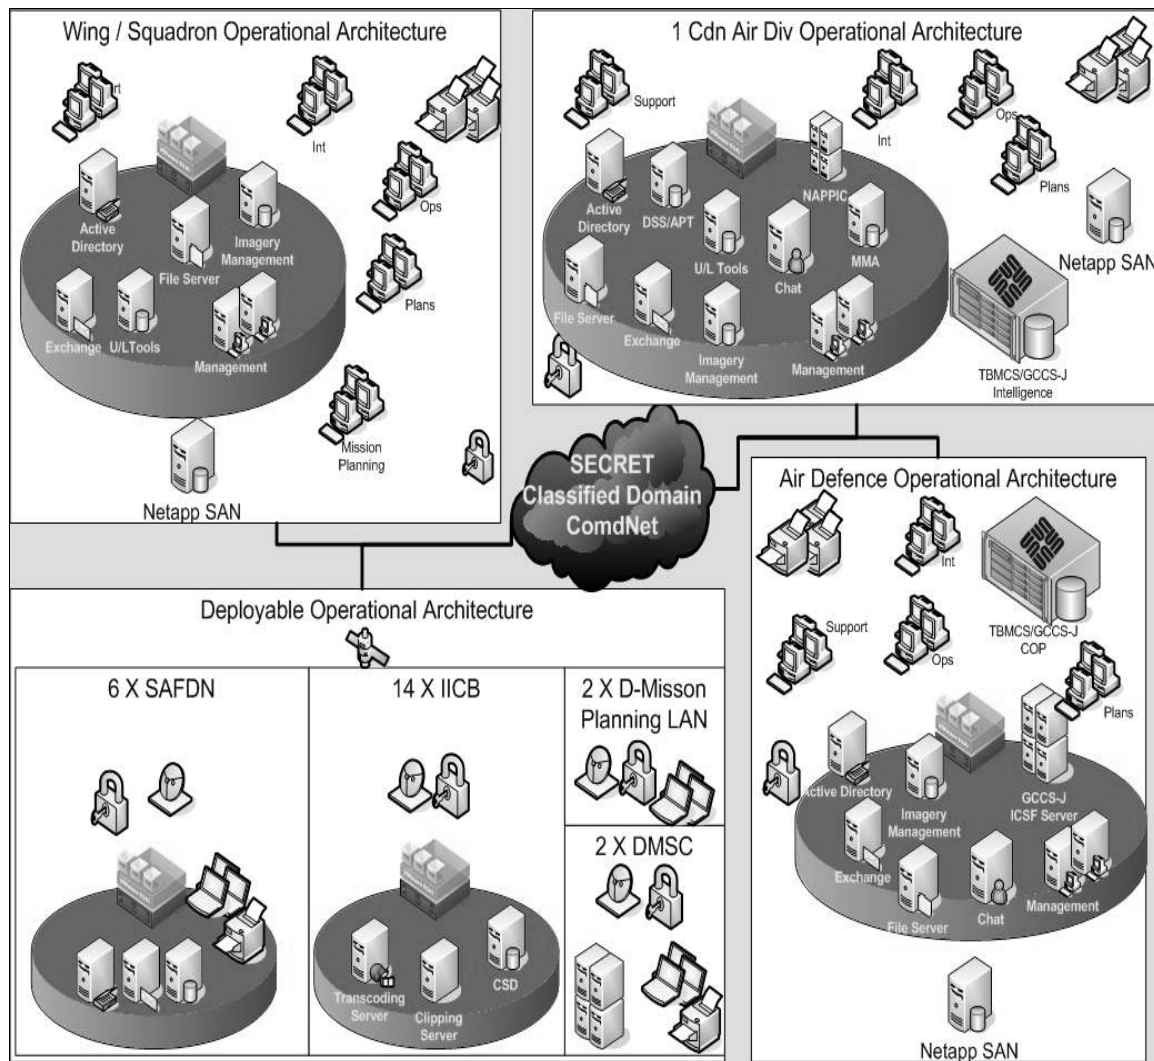 Wing / Squadron Operational Architecture
rt
Int
Ops
Plans
Mission
Planning
Active
Directory
File Server
Imagery
Management
Exchange
U/LTools
Management
Netapp SAN
1 Cdn Air Div Operational Architecture
Support
Int
Ops
Plans
NAPPIC
Active
Directory
DSS/APT
U/L Tools
Chat
MMA
File Server
Exchange
Imagery
Management
Management
Netapp SAN
TBMCS/GCCS-J
Intelligence
SECRET
Classified Domain
ComdNet
Deployable Operational Architecture
6 X SAFDN
14 X IICB
Transcoding
Server
Clipping
Server
CSD
2 X D-Misson
Planning LAN
2 X DMSC
Air Defence Operational Architecture
Int
Support
Ops
TBMCS/GCCS-J
COP
Plans
Active Directory
Imagery
Management
GCCS-J
ICSF Server
Exchange
File Server
Chat
Management
Netapp SAN